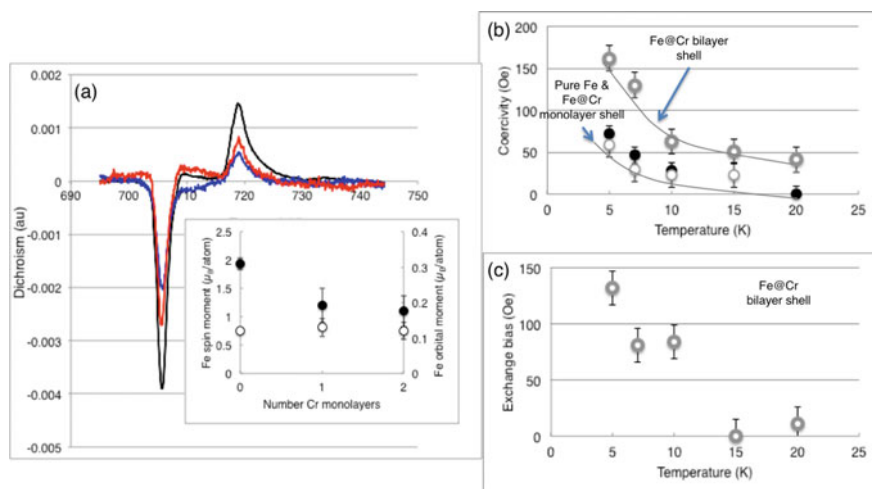 (a)
0.002
0.001
0
-0.001
-0.002
-0.003
-0.004
-0.005
Dichroism (au)
690
700
710
720
730
740
750
2.5
2
1.5
1
0.5
0
Fe spin moment (μB/atom)
0.4
0.3
0.2
0.1
0
Fe orbital moment (μB/atom)
0
1
2
Number Cr monolayers
(b)
200
150
100
50
0
Coercivity (Oe)
Fe@Cr bilayer
shell
Pure Fe &
Fe@Cr
monolayer shell
0
5
10
15
20
25
Temperature (K)
(c)
150
100
50
0
Exchange bias (Oe)
Fe@Cr
bilayer shell
0
5
10
15
20
25
Temperature (K)